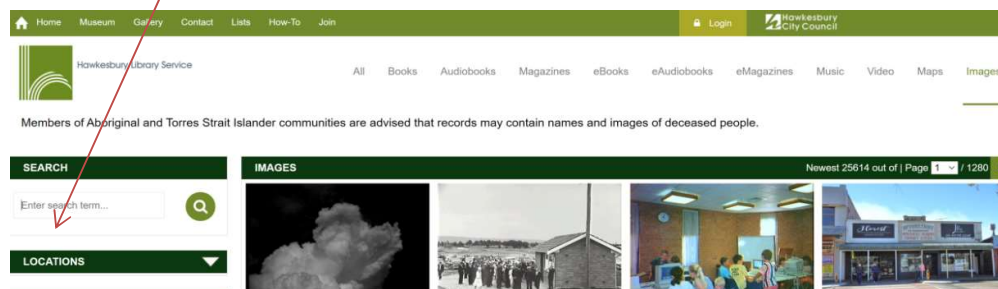 Home Museum Gallery Contact Lists How-To Join Login Hawkesbury City Council
Hawkesbury Library Service
All Books Audiobooks Magazines eBooks eAudiobooks eMagazines Music Video Maps Images
Members of Aboriginal and Torres Strait Islander communities are advised that records may contain names and images of deceased people.
SEARCH
IMAGES
Newest 25614 out of | Page 1 / 1280
Enter search term...
LOCATIONS